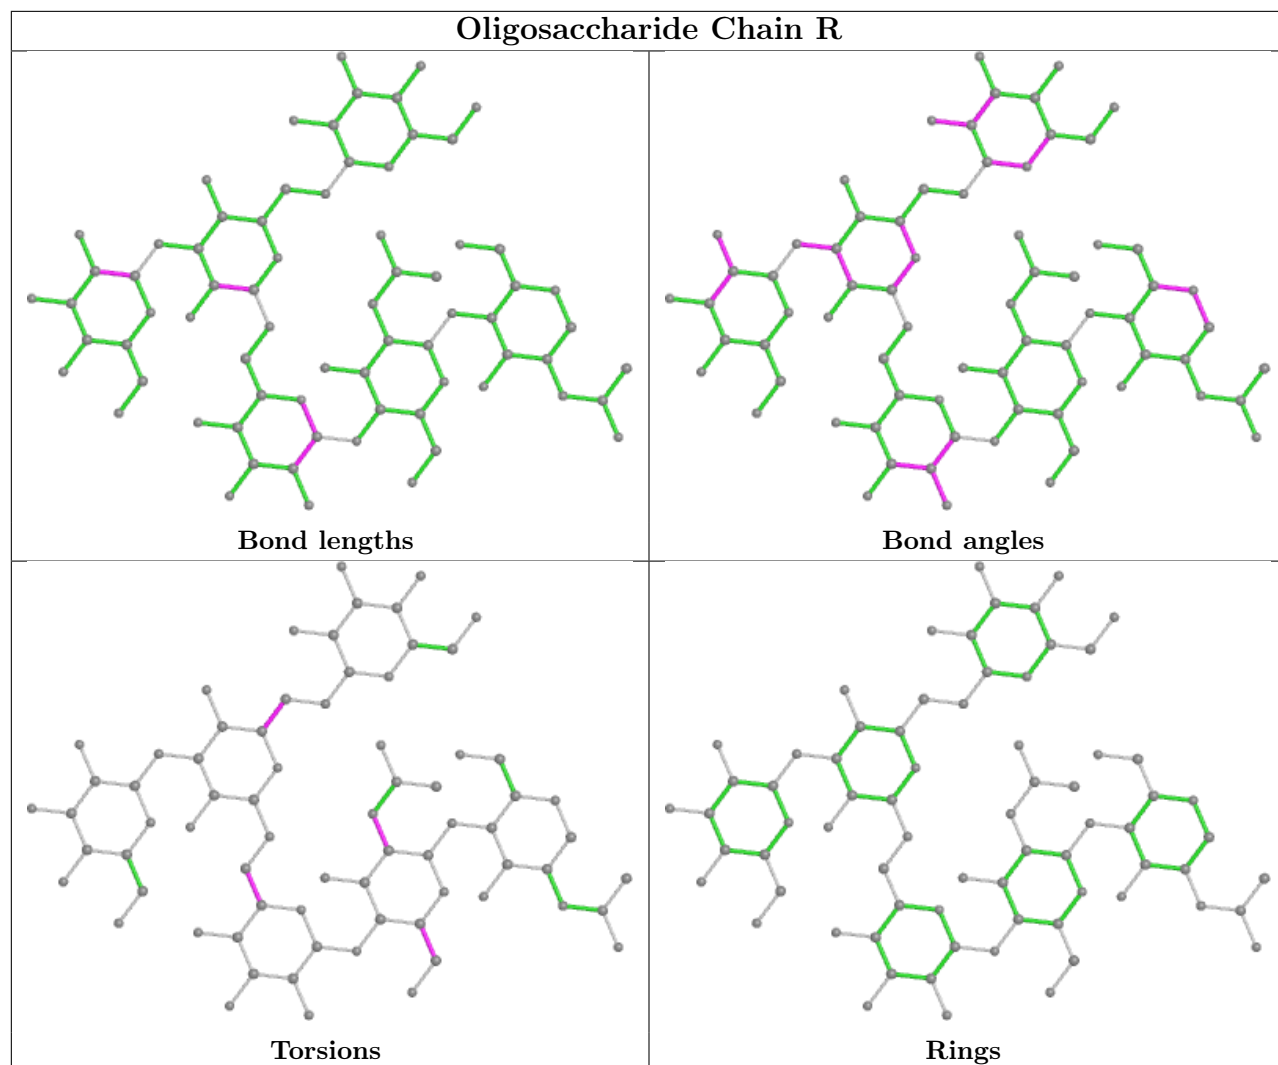 Oligosaccharide Chain R
Bond lengths
Bond angles
Torsions
Rings